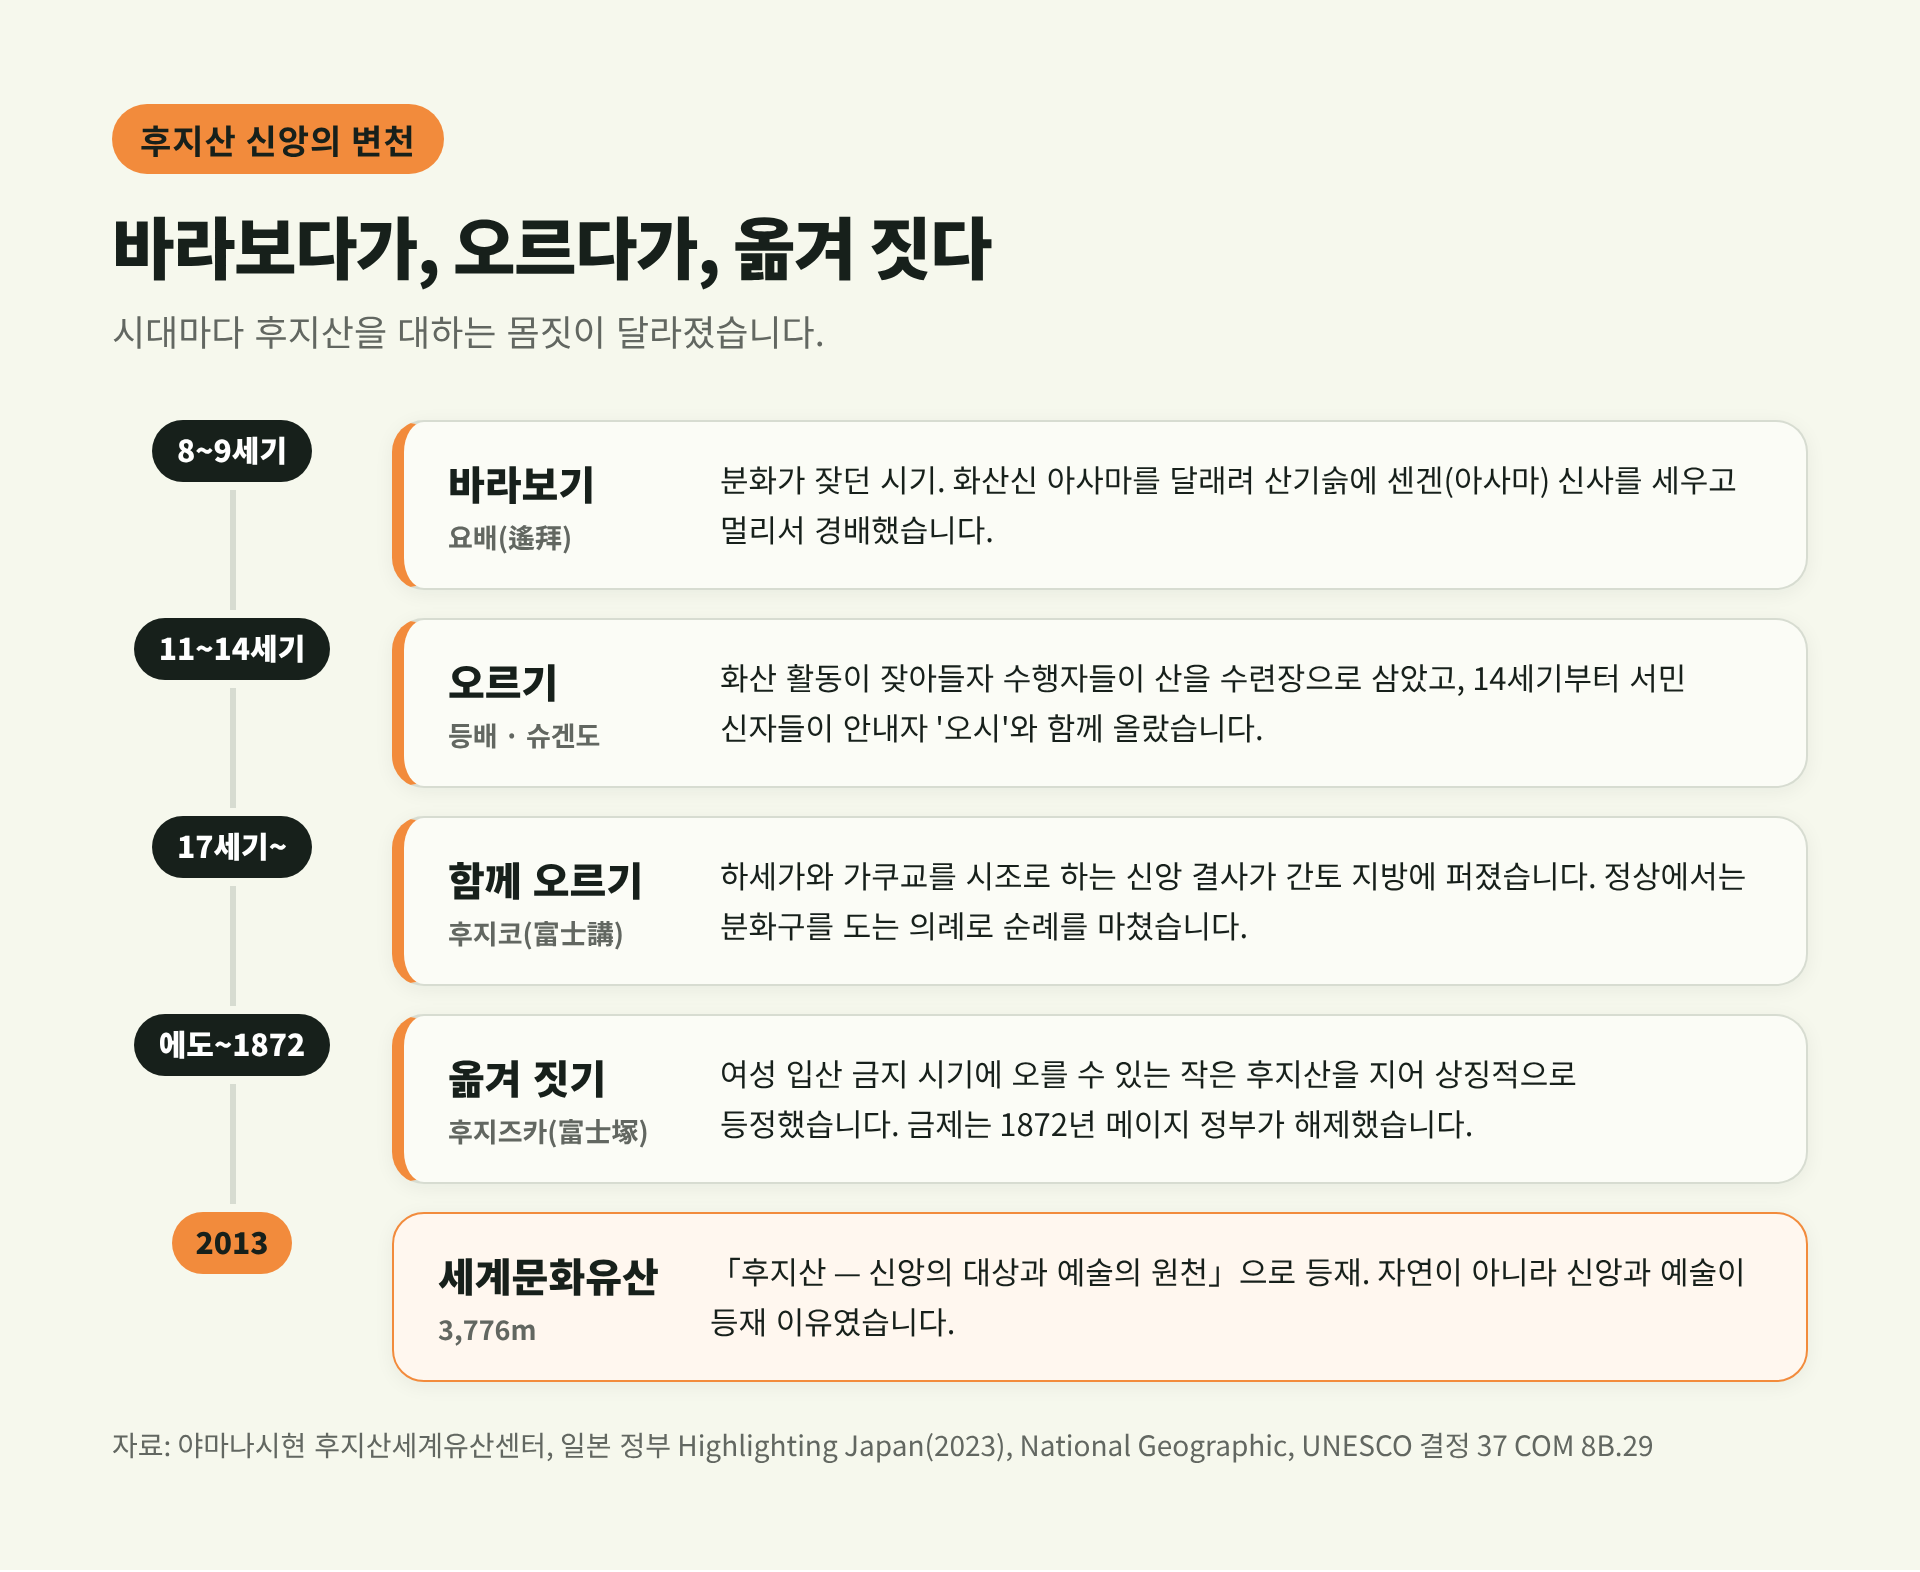 후지산 신앙의 변천
바라보다가, 오르다가, 옮겨 짓다
시대마다 후지산을 대하는 몸짓이 달라졌습니다.
8~9세기
바라보기
요배(遙拜)
분화가 잦던 시기. 화산신 아사마를 달래려 산기슭에 센겐(아사마) 신사를 세우고
멀리서 경배했습니다.
11~14세기
오르기
등배 · 슈겐도
화산 활동이 잦아들자 수행자들이 산을 수련장으로 삼았고, 14세기부터 서민
신자들이 안내자 '오시'와 함께 올랐습니다.
17세기~
함께 오르기
후지코(富士講)
하세가와 가쿠교를 시조로 하는 신앙 결사가 간토 지방에 퍼졌습니다. 정상에서는
분화구를 도는 의례로 순례를 마쳤습니다.
에도~1872
옮겨 짓기
후지즈카(富士塚)
여성 입산 금지 시기에 오를 수 있는 작은 후지산을 지어 상징적으로
등정했습니다. 금제는 1872년 메이지 정부가 해제했습니다.
2013
세계문화유산
3,776m
「후지산 — 신앙의 대상과 예술의 원천」으로 등재. 자연이 아니라 신앙과 예술이
등재 이유였습니다.
자료: 야마나시현 후지산세계유산센터, 일본 정부 Highlighting Japan(2023), National Geographic, UNESCO 결정 37 COM 8B.29